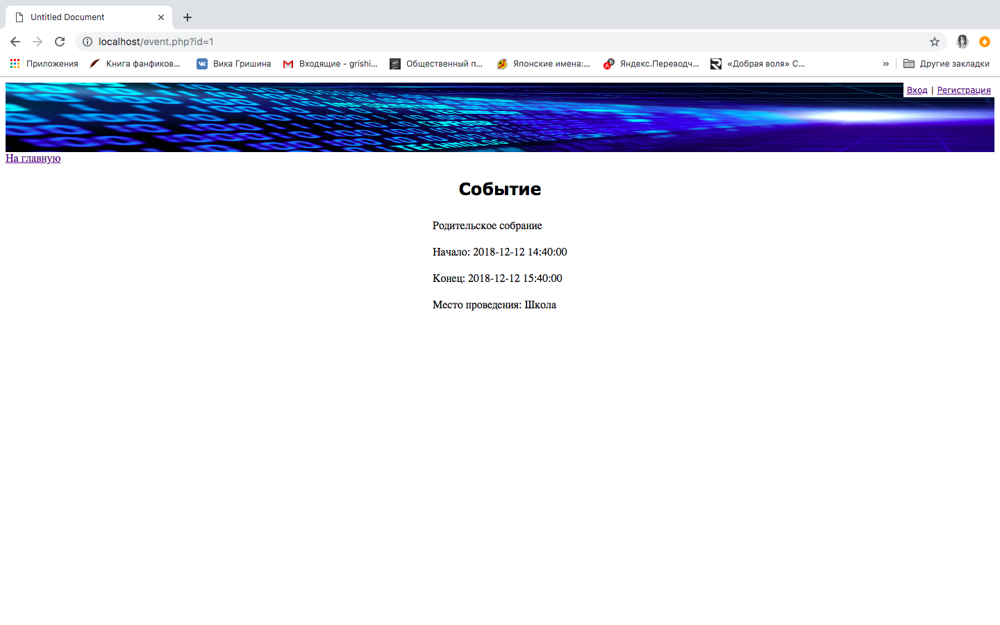 Untitled Document
localhost/event.php?id=1
Приложения
Книга фанфиков...
Вика Гришина
Входящие - grishi...
Общественный п...
Японские имена:...
Яндекс.Переводч...
«Добрая воля» С...
»
Другие закладки
Вход | Регистрация
TECHNOLOG
На главную
Событие
Родительское собрание
Начало: 2018-12-12 14:40:00
Конец: 2018-12-12 15:40:00
Место проведения: Школа